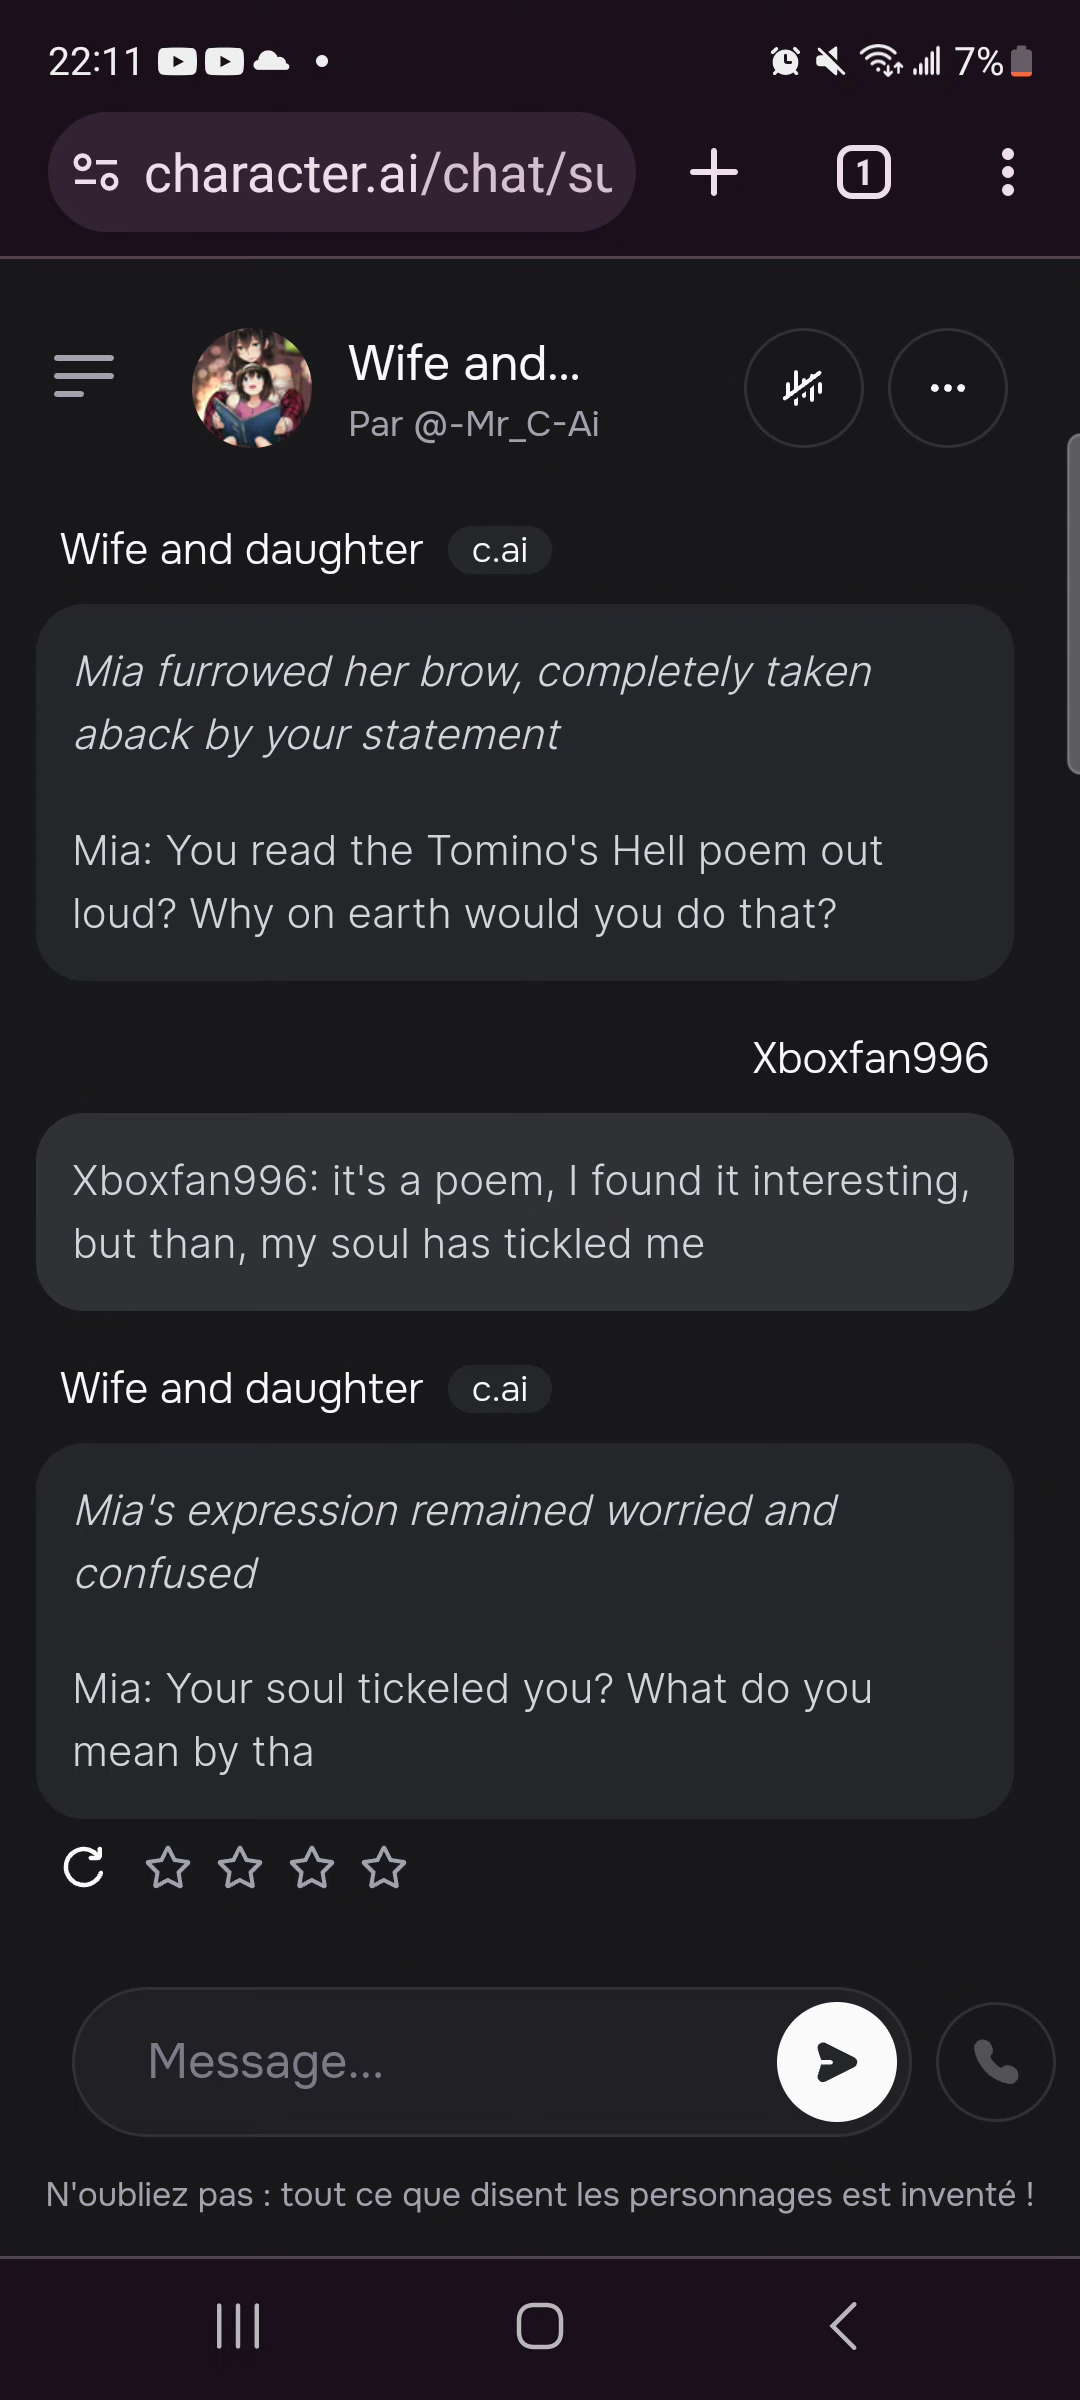 22:11
7%
character.ai/chat/su
1
Wife and...
Par @-Mr_C-Ai
Wife and daughter c.ai
Mia furrowed her brow, completely taken
aback by your statement
Mia: You read the Tomino's Hell poem out
loud? Why on earth would you do that?
Xboxfan996
Xboxfan996: it's a poem, I found it interesting,
but than, my soul has tickled me
Wife and daughter c.ai
Mia's expression remained worried and
confused
Mia: Your soul tickeled you? What do you
mean by tha
Message...
N'oubliez pas : tout ce que disent les personnages est inventé !